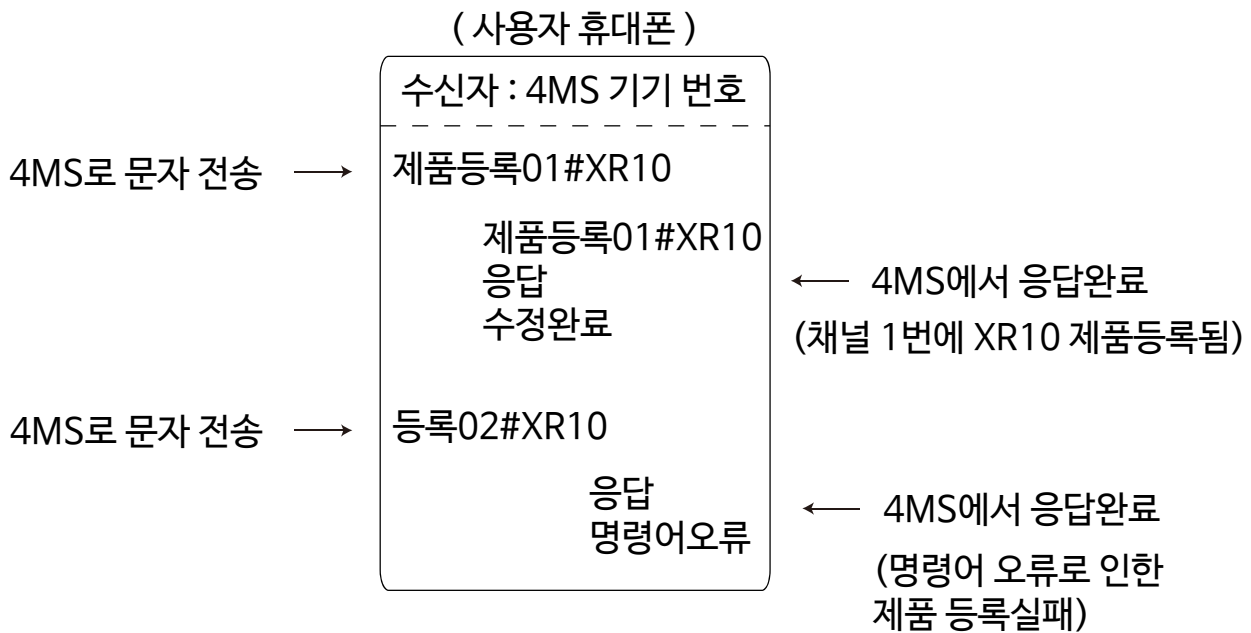 ( 사용자 휴대폰 )
수신자 : 4MS 기기 번호
4MS로 문자 전송
제품등록01#XR10
제품등록01#XR10
응답
수정완료
4MS에서 응답완료
(채널 1번에 XR10 제품등록됨)
4MS로 문자 전송
등록02#XR10
응답
명령어오류
4MS에서 응답완료
(명령어 오류로 인한
제품 등록실패)